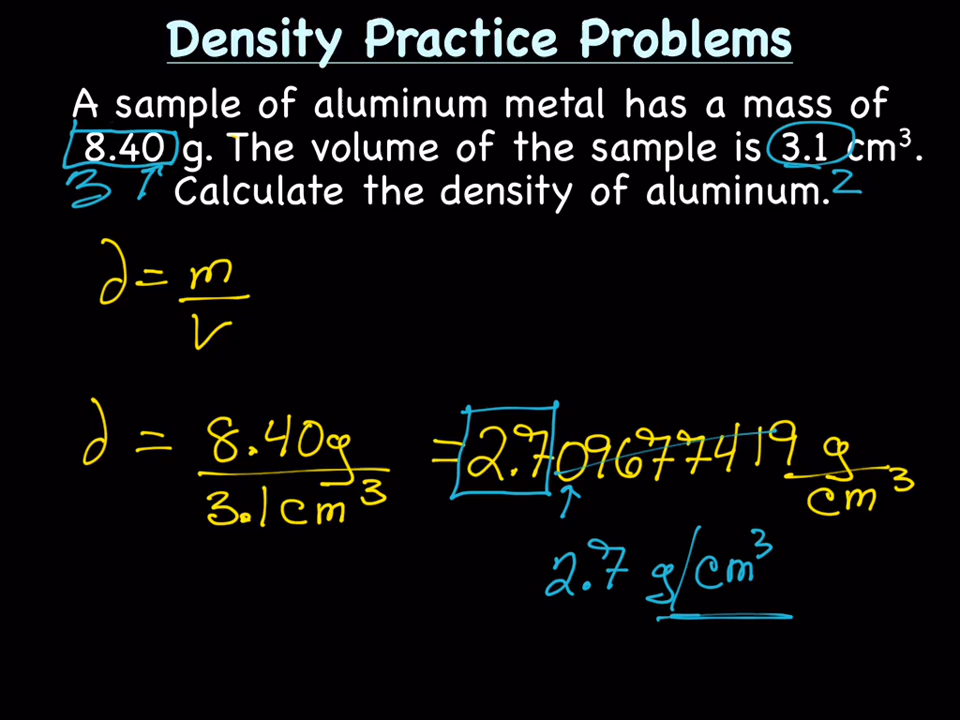 Density Practice Problems
A sample of aluminum metal has a mass of
8.40 g. The volume of the sample is 3.1 cm³.
3 ↑ Calculate the density of aluminum. 2
∂ = m/V
∂ = 8.40g/3.1cm³ = 2.709677419 g/cm³
↑
2.7 g/cm³